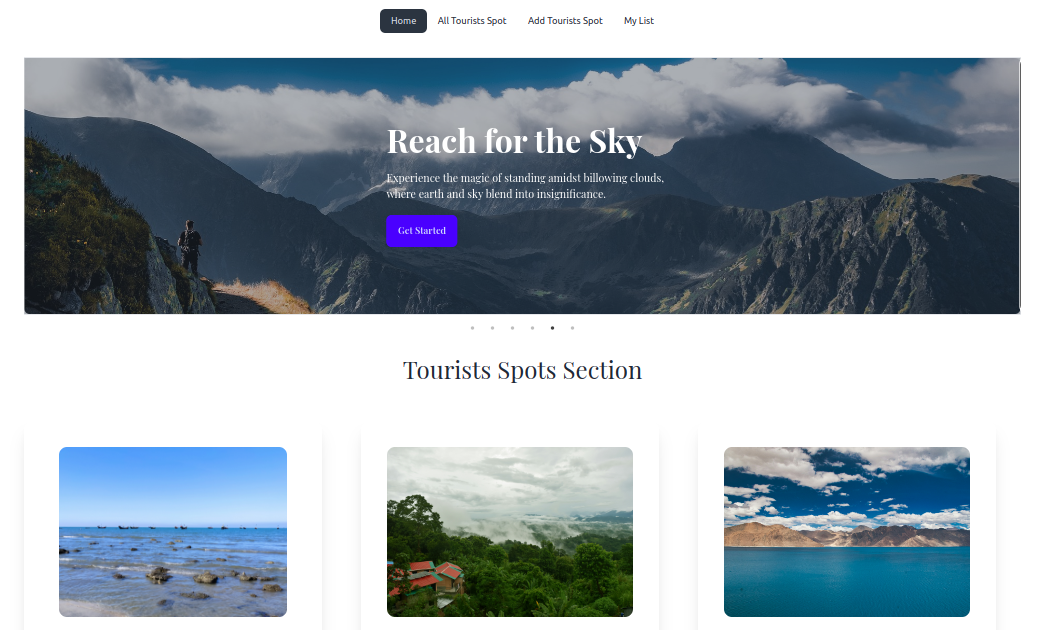 Home All Tourists Spot Add Tourists Spot My List
Reach for the Sky
Experience the magic of standing amidst billowing clouds,
where earth and sky blend into insignificance.
Get Started
Tourists Spots Section